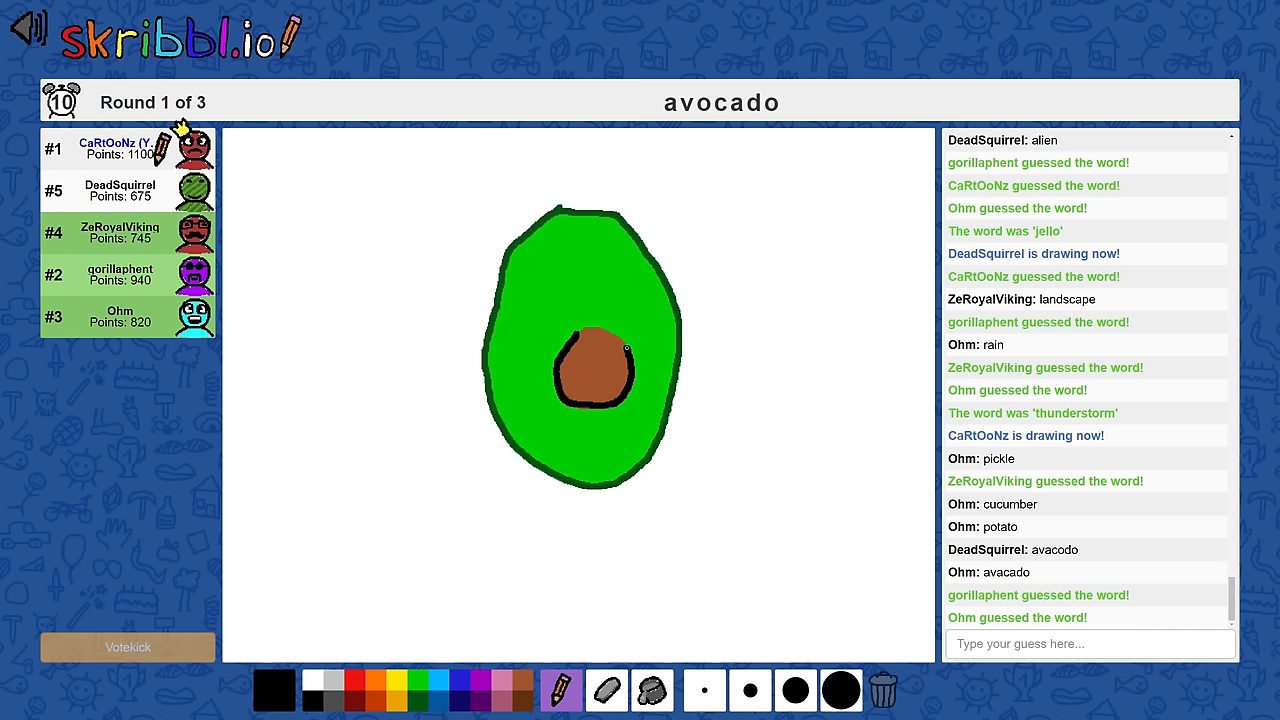 skribbl.io
10
Round 1 of 3
avocado
#1
CaRtOoNz (Y.
Points: 1100
#5
DeadSquirrel
Points: 675
#4
ZeRoyalViking
Points: 745
#2
gorillaphent
Points: 940
#3
Ohm
Points: 820
Votekick
DeadSquirrel: alien
gorillaphent guessed the word!
CaRtOoNz guessed the word!
Ohm guessed the word!
The word was 'jello'
DeadSquirrel is drawing now!
CaRtOoNz guessed the word!
ZeRoyalViking: landscape
gorillaphent guessed the word!
Ohm: rain
ZeRoyalViking guessed the word!
Ohm guessed the word!
The word was 'thunderstorm'
CaRtOoNz is drawing now!
Ohm: pickle
ZeRoyalViking guessed the word!
Ohm: cucumber
Ohm: potato
DeadSquirrel: avacodo
Ohm: avacado
gorillaphent guessed the word!
Ohm guessed the word!
Type your guess here...